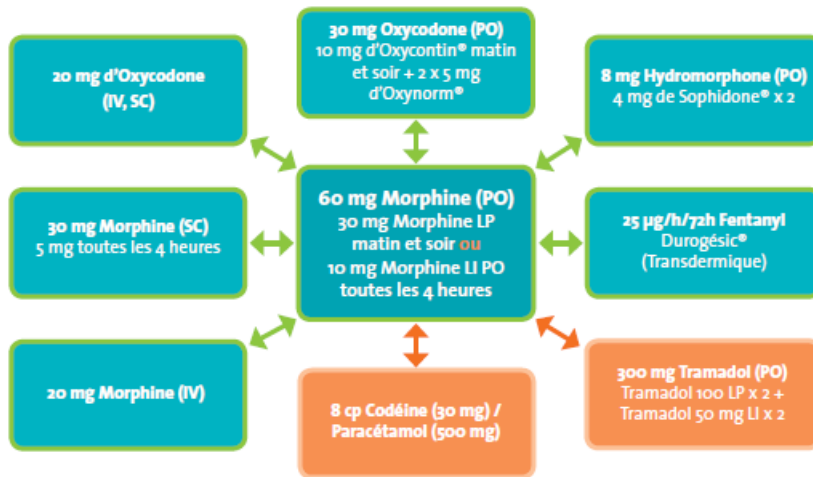 20 mg d'Oxycodone
(IV, SC)
30 mg Oxycodone (PO)
10 mg d'Oxycontin® matin
et soir + 2 x 5 mg
d'Oxynorm®
8 mg Hydromorphone (PO)
4 mg de Sophidone® x 2
30 mg Morphine (SC)
5 mg toutes les 4 heures
60 mg Morphine (PO)
30 mg Morphine LP
matin et soir ou
10 mg Morphine LI PO
toutes les 4 heures
25 µg/h/72h Fentanyl
Durogésic®
(Transdermique)
20 mg Morphine (IV)
8 cp Codéine (30 mg) /
Paracétamol (500 mg)
300 mg Tramadol (PO)
Tramadol 100 LP x 2 +
Tramadol 50 mg LI x 2